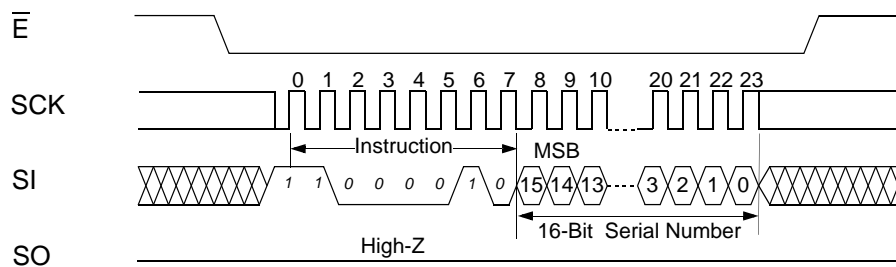 E
0 1 2 3 4 5 6 7 8 9 10 20 21 22 23
SCK
Instruction MSB
SI 1 1 0 0 0 0 1 0 15 14 13 3 2 1 0
16-Bit Serial Number
High-Z
SO